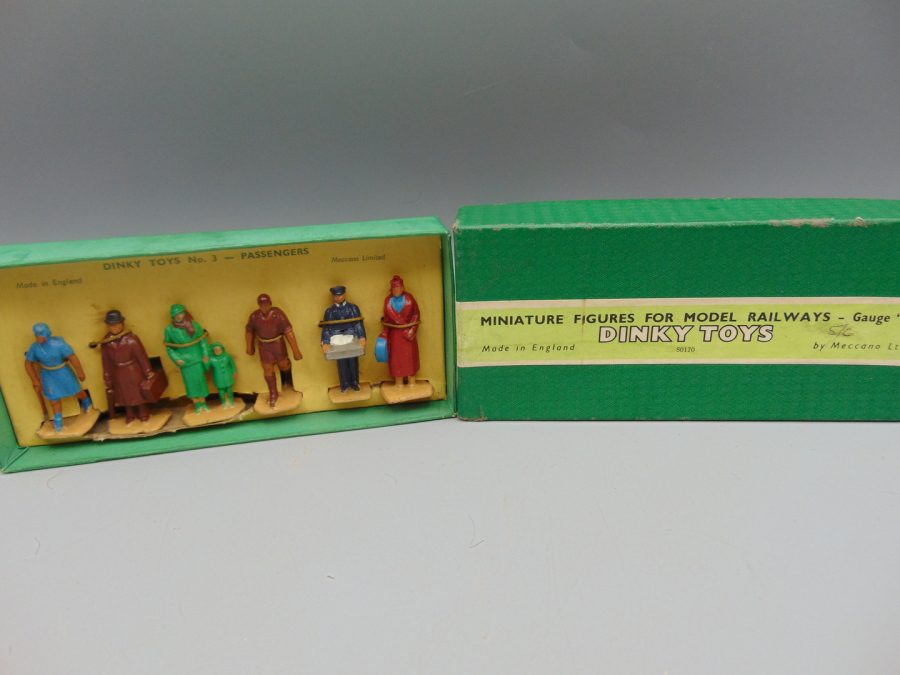 DINKY TOYS No. 3 — PASSENGERS
Meccano Limited
Made in England
MINIATURE FIGURES FOR MODEL RAILWAYS – Gauge "
DINKY TOYS
Made in England
50120
by Meccano Lt